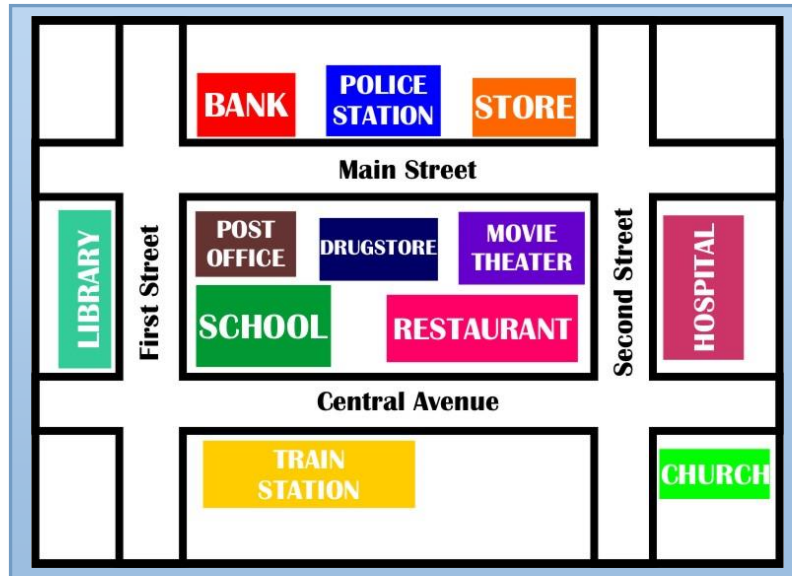 BANK
POLICE
STATION
STORE
Main Street
LIBRARY
First Street
POST
OFFICE
DRUGSTORE
MOVIE
THEATER
Second Street
HOSPITAL
SCHOOL
RESTAURANT
Central Avenue
TRAIN
STATION
CHURCH